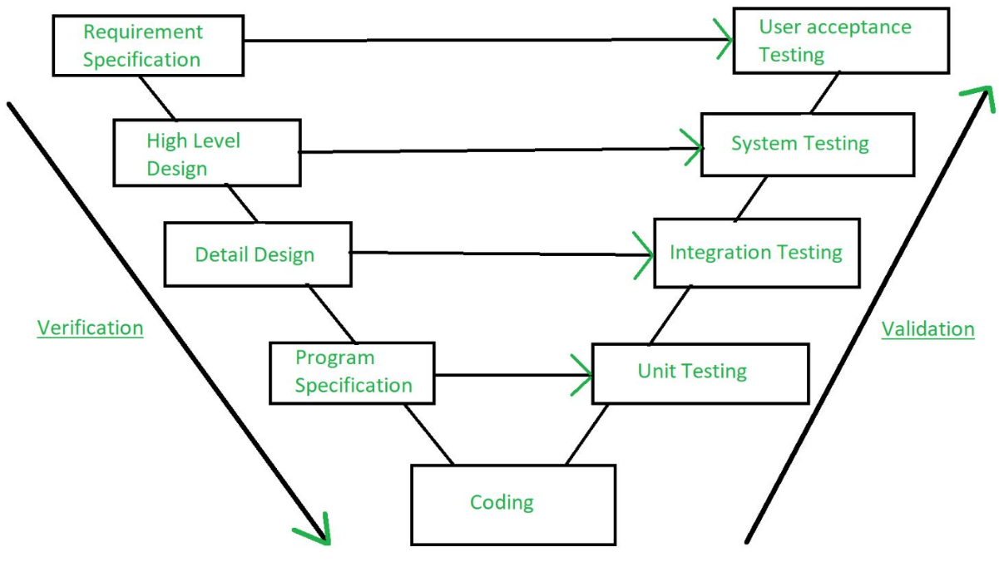 Requirement
Specification
User acceptance
Testing
High Level
Design
System Testing
Detail Design
Integration Testing
Verification
Validation
Program
Specification
Unit Testing
Coding